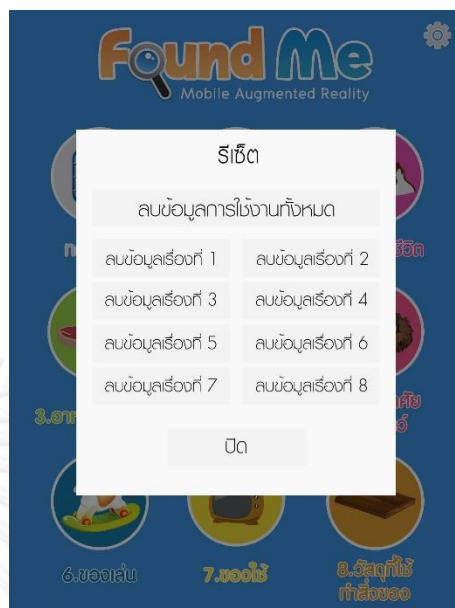 Found Me
Mobile Augmented Reality
รีเซ็ต
ลบข้อมูลการใช้งานทั้งหมด
ลบข้อมูลเรื่องที่ 1 ลบข้อมูลเรื่องที่ 2
ลบข้อมูลเรื่องที่ 3 ลบข้อมูลเรื่องที่ 4
ลบข้อมูลเรื่องที่ 5 ลบข้อมูลเรื่องที่ 6
ลบข้อมูลเรื่องที่ 7 ลบข้อมูลเรื่องที่ 8
ปิด
6.ของเล่น
7.ของใช้
8.วัสดุที่ใช้
ทำสิ่งของ